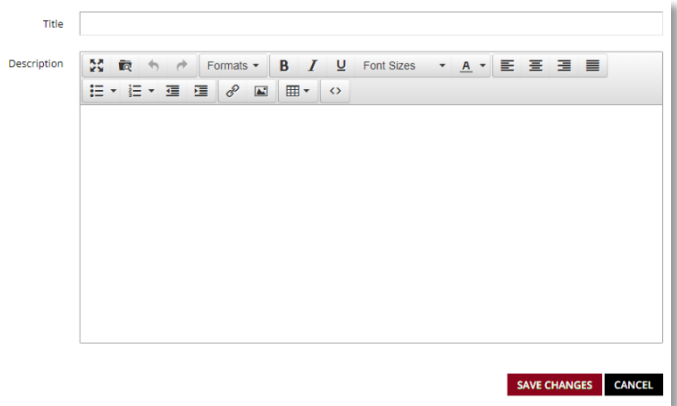 Title
Description
Formats B I U Font Sizes A
SAVE CHANGES CANCEL